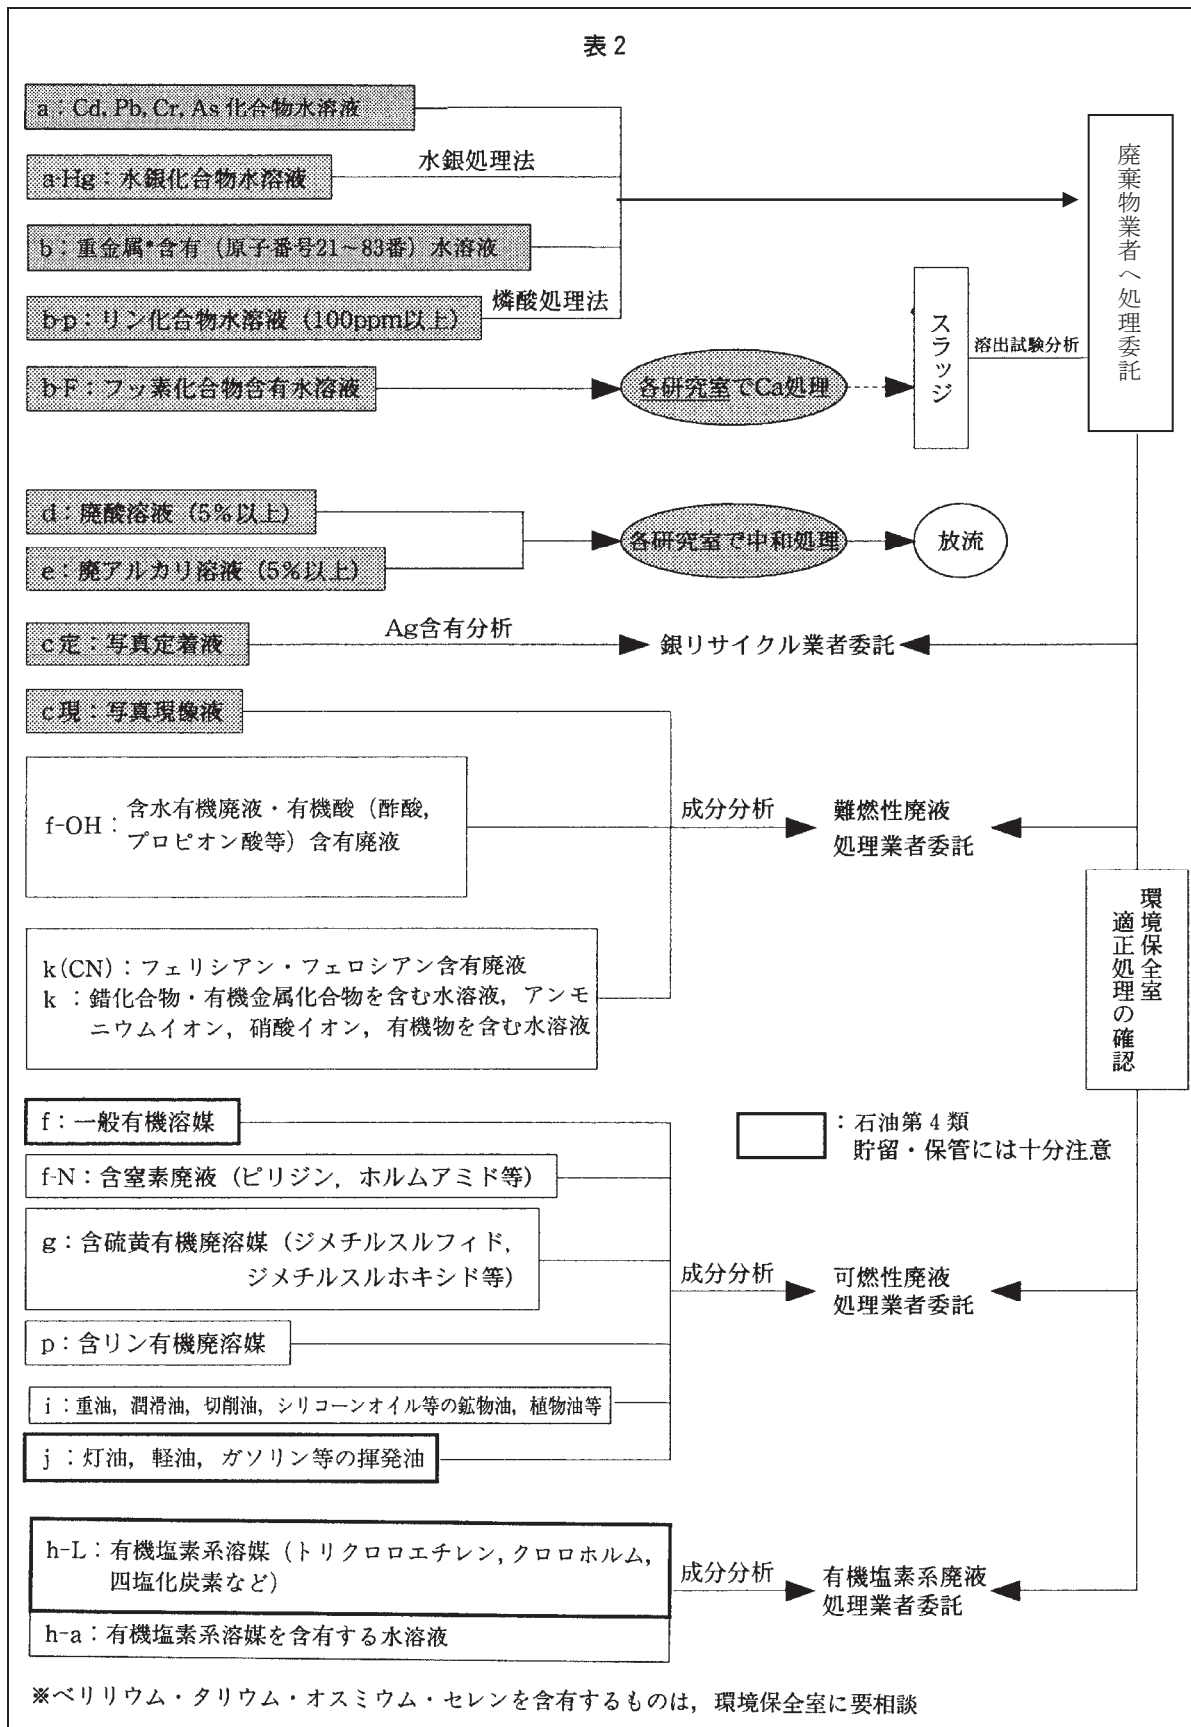 表2
a：Cd, Pb, Cr, As 化合物水溶液
a-Hg：水銀化合物水溶液
水銀処理法
b：重金属*含有（原子番号21～83番）水溶液
b-p：リン化合物水溶液（100ppm以上）
燐酸処理法
b-F：フッ素化合物含有水溶液
各研究室でCa処理
スラッジ
溶出試験分析
廃棄物業者へ処理委託
d：廃酸溶液（5％以上）
e：廃アルカリ溶液（5％以上）
各研究室で中和処理
放流
c定：写真定着液
Ag含有分析
銀リサイクル業者委託
c現：写真現像液
f-OH：含水有機廃液・有機酸（酢酸，
プロピオン酸等）含有廃液
成分分析
難燃性廃液
処理業者委託
k(CN)：フェリシアン・フェロシアン含有廃液
k ：錯化合物・有機金属化合物を含む水溶液，アンモ
ニウムイオン，硝酸イオン，有機物を含む水溶液
環境保全室
適正処理の確認
f：一般有機溶媒
：石油第4類
貯留・保管には十分注意
f-N：含窒素廃液（ピリジン，ホルムアミド等）
g：含硫黄有機廃溶媒（ジメチルスルフィド，
ジメチルスルホキシド等）
成分分析
可燃性廃液
処理業者委託
p：含リン有機廃溶媒
i：重油，潤滑油，切削油，シリコーンオイル等の鉱物油，植物油等
j：灯油，軽油，ガソリン等の揮発油
h-L：有機塩素系溶媒（トリクロロエチレン，クロロホルム，
四塩化炭素など）
成分分析
有機塩素系廃液
処理業者委託
h-a：有機塩素系溶媒を含有する水溶液
※ベリリウム・タリウム・オスミウム・セレンを含有するものは，環境保全室に要相談